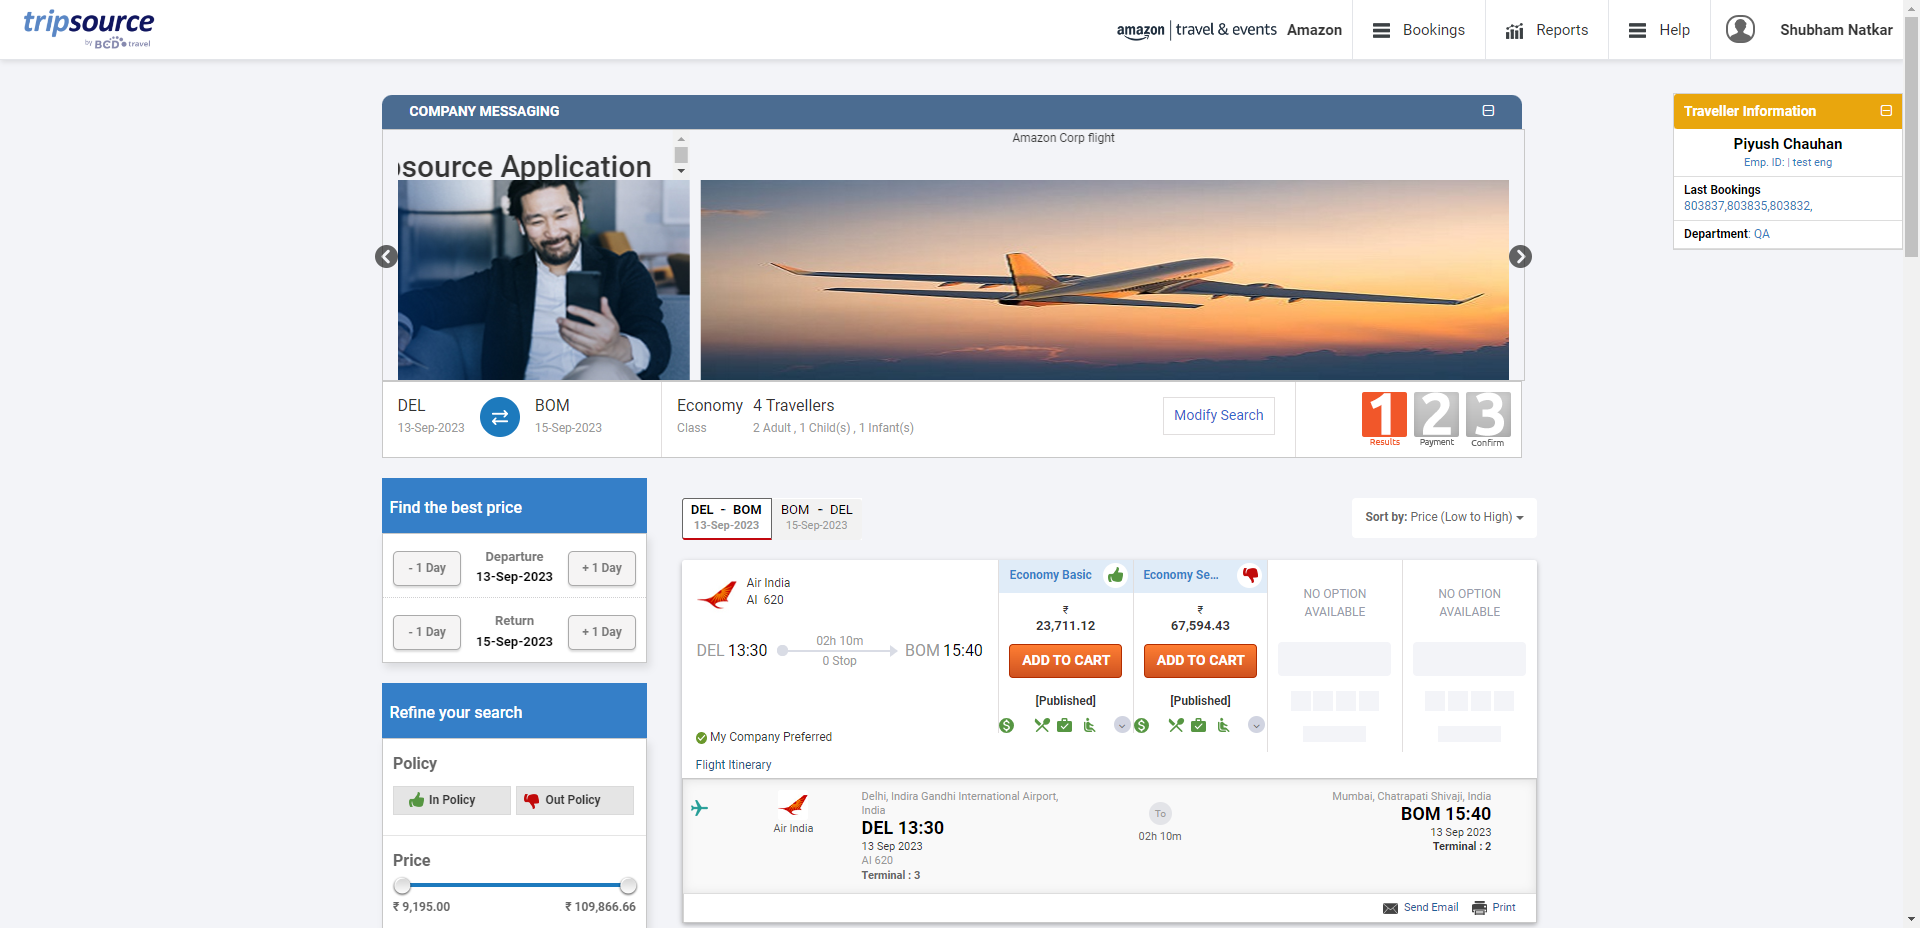 tripsource
by BCD travel
amazon | travel & events Amazon
Bookings
Reports
Help
Shubham Natkar
COMPANY MESSAGING
psource Application
Amazon Corp flight
Traveller Information
Piyush Chauhan
Emp. ID: | test eng
Last Bookings
803837,803835,803832,
Department: QA
DEL
13-Sep-2023
BOM
15-Sep-2023
Economy
Class
4 Travellers
2 Adult , 1 Child(s) , 1 Infant(s)
Modify Search
1
Results
2
Payment
3
Confirm
Find the best price
- 1 Day
Departure
13-Sep-2023
+ 1 Day
- 1 Day
Return
15-Sep-2023
+ 1 Day
Refine your search
Policy
In Policy
Out Policy
Price
₹ 9,195.00
₹ 109,866.66
DEL - BOM
13-Sep-2023
BOM - DEL
15-Sep-2023
Sort by: Price (Low to High)
Air India
AI 620
DEL 13:30
02h 10m
0 Stop
BOM 15:40
My Company Preferred
Flight Itinerary
Economy Basic
₹
23,711.12
ADD TO CART
[Published]
Economy Se...
₹
67,594.43
ADD TO CART
[Published]
NO OPTION
AVAILABLE
NO OPTION
AVAILABLE
Air India
Delhi, Indira Gandhi International Airport,
India
DEL 13:30
13 Sep 2023
AI 620
Terminal : 3
To
02h 10m
Mumbai, Chatrapati Shivaji, India
BOM 15:40
13 Sep 2023
Terminal : 2
Send Email
Print